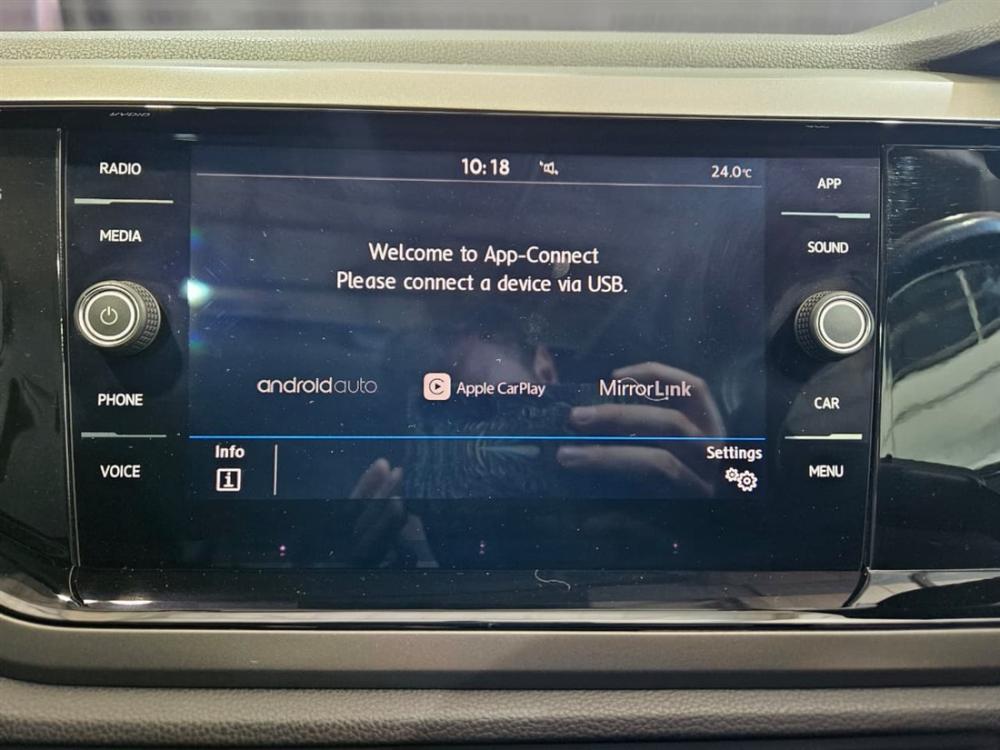 RADIO
MEDIA
PHONE
VOICE
10:18
24.0°C
Welcome to App-Connect
Please connect a device via USB.
androidauto
Apple CarPlay
MirrorLink
Info
i
Settings
APP
SOUND
CAR
MENU